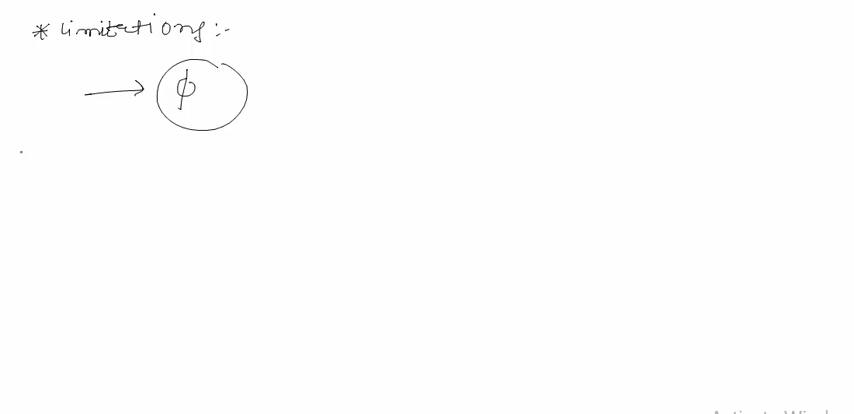 * Limitations :-
→ ϕ